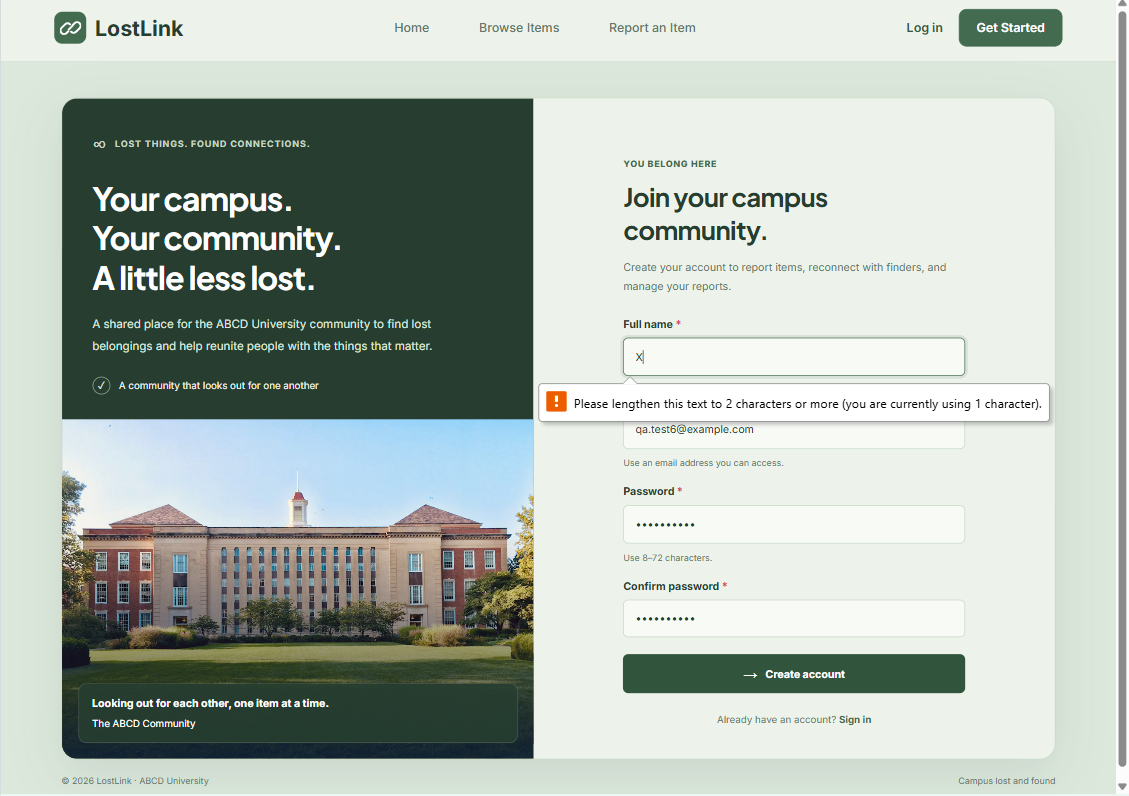 LostLink
Home
Browse Items
Report an Item
Log in
Get Started
LOST THINGS. FOUND CONNECTIONS.
Your campus.
Your community.
A little less lost.
A shared place for the ABCD University community to find lost
belongings and help reunite people with the things that matter.
✓ A community that looks out for one another
Looking out for each other, one item at a time.
The ABCD Community
YOU BELONG HERE
Join your campus
community.
Create your account to report items, reconnect with finders, and
manage your reports.
Full name *
X
! Please lengthen this text to 2 characters or more (you are currently using 1 character).
qa.test6@example.com
Use an email address you can access.
Password *
••••••••••
Use 8–72 characters.
Confirm password *
••••••••••
→ Create account
Already have an account? Sign in
© 2026 LostLink · ABCD University
Campus lost and found